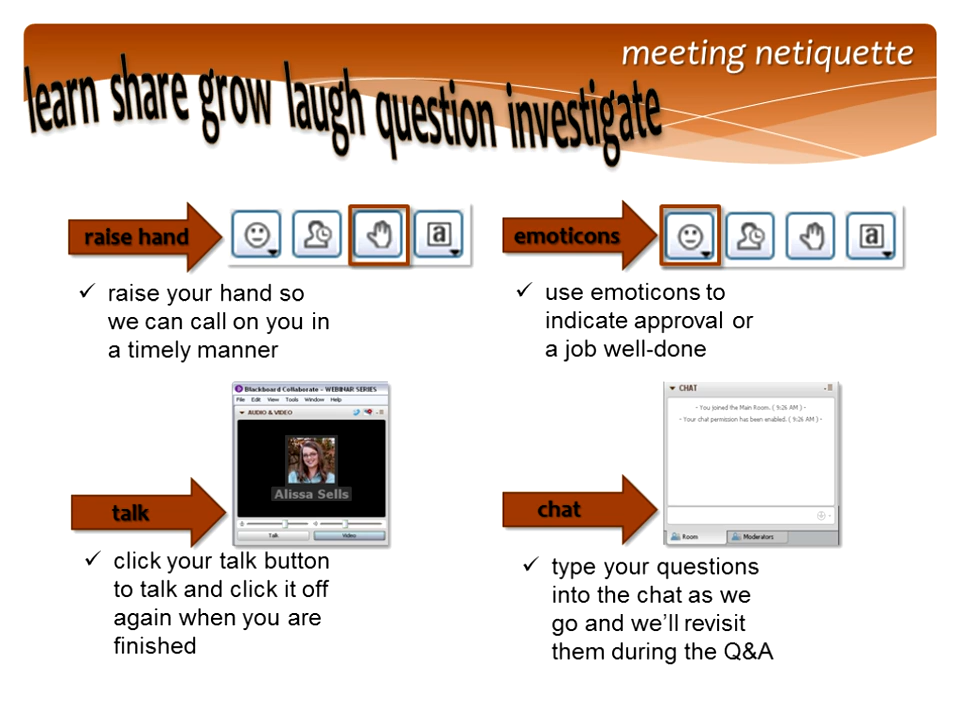 meeting netiquette
learn share grow laugh question investigate
raise hand
a
raise your hand so
we can call on you in
a timely manner
emoticons
a
use emoticons to
indicate approval or
a job well-done
talk
Blackboard Collaborate - WEBINAR SERIES
File Edit View Tools Window Help
AUDIO & VIDEO
Alissa Sells
Talk Video
click your talk button
to talk and click it off
again when you are
finished
chat
CHAT
- You joined the Main Room. ( 9:26 AM ) -
- Your chat permission has been enabled. ( 9:26 AM ) -
Room Moderators
type your questions
into the chat as we
go and we'll revisit
them during the Q&A